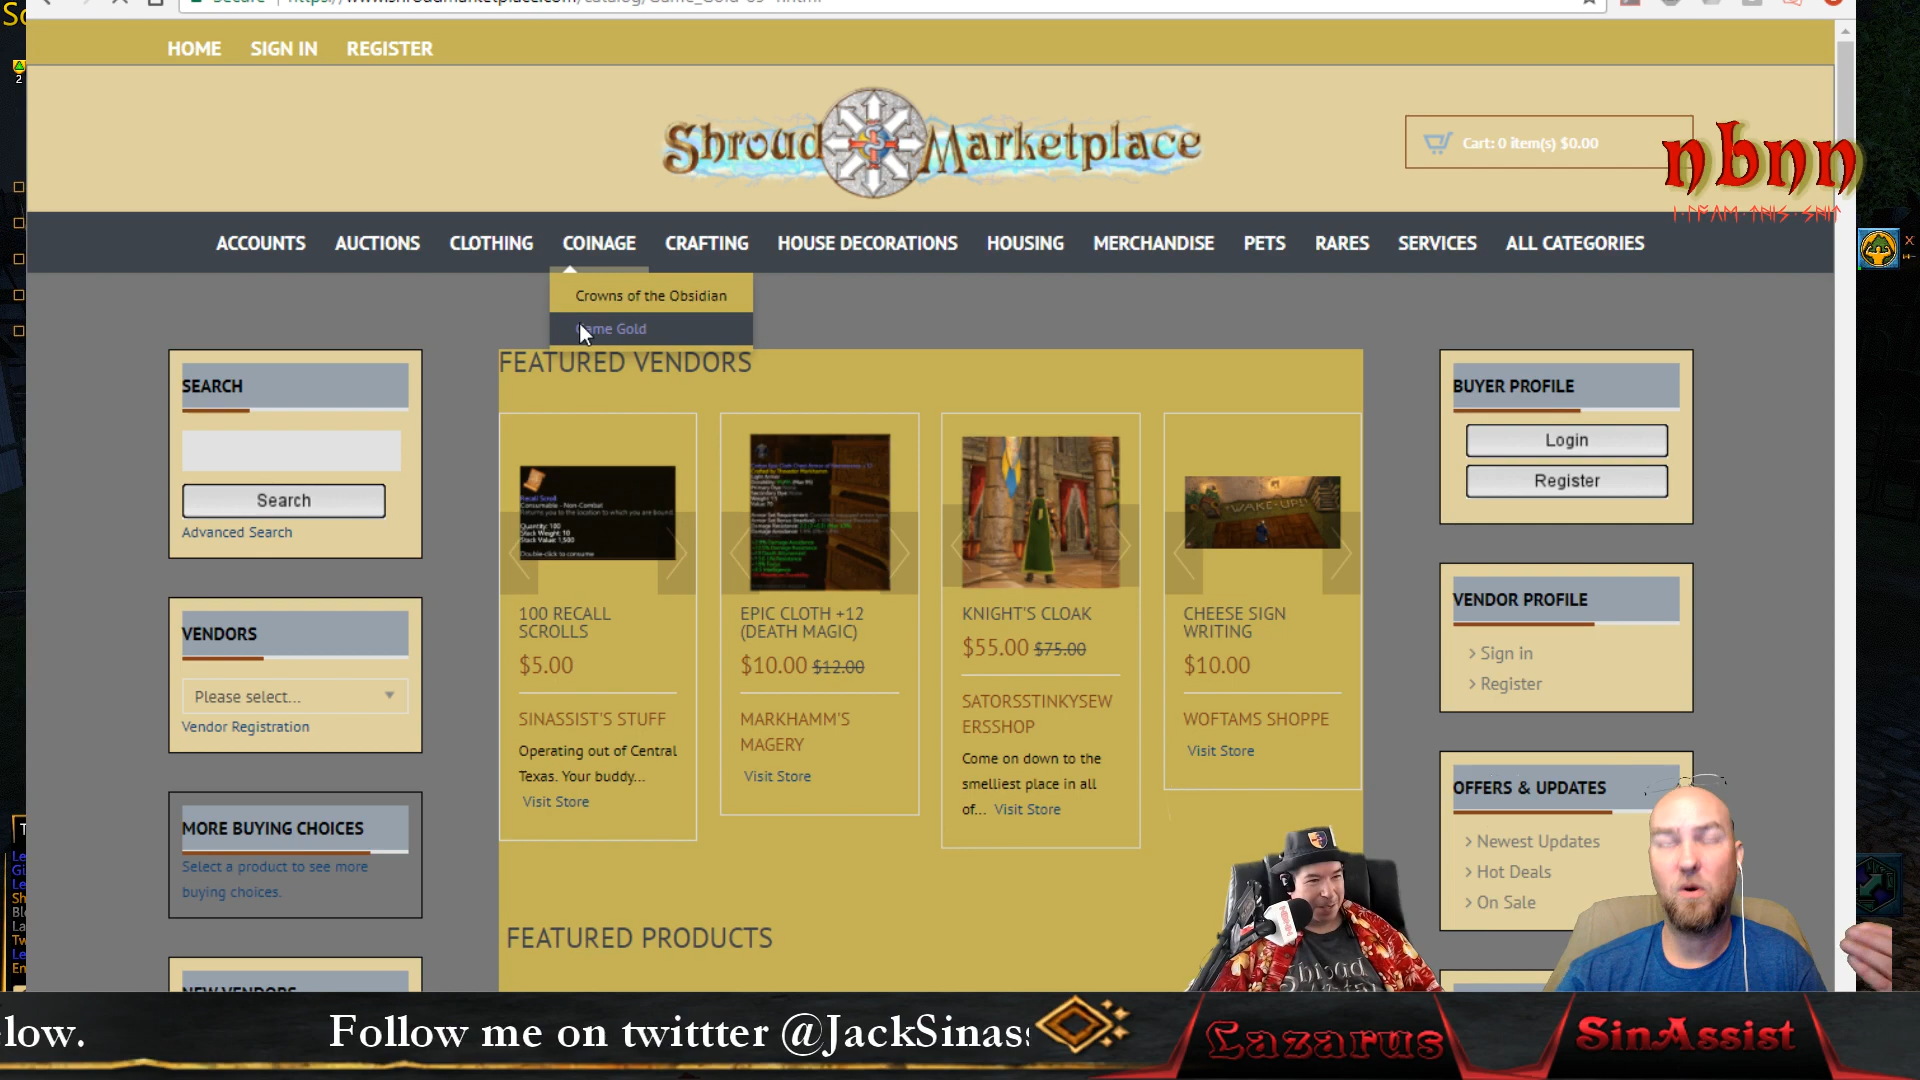 HOME SIGN IN REGISTER
Shroud Marketplace
Cart: 0 item(s) $0.00
nbnn
ACCOUNTS AUCTIONS CLOTHING COINAGE CRAFTING HOUSE DECORATIONS HOUSING MERCHANDISE PETS RARES SERVICES ALL CATEGORIES
Crowns of the Obsidian
Game Gold
SEARCH
Search
Advanced Search
VENDORS
Please select...
Vendor Registration
MORE BUYING CHOICES
Select a product to see more
buying choices.
NEW VENDORS
FEATURED VENDORS
100 RECALL
SCROLLS
$5.00
SINASSIST'S STUFF
Operating out of Central
Texas. Your buddy...
Visit Store
EPIC CLOTH +12
(DEATH MAGIC)
$10.00 $12.00
MARKHAMM'S
MAGERY
Visit Store
KNIGHT'S CLOAK
$55.00 $75.00
SATORSSTINKYSEW
ERSSHOP
Come on down to the
smelliest place in all
of... Visit Store
CHEESE SIGN
WRITING
$10.00
WOFTAMS SHOPPE
Visit Store
FEATURED PRODUCTS
BUYER PROFILE
Login
Register
VENDOR PROFILE
> Sign in
> Register
OFFERS & UPDATES
> Newest Updates
> Hot Deals
> On Sale
low.
Follow me on twittter @JackSinass
Lazarus
SinAssist